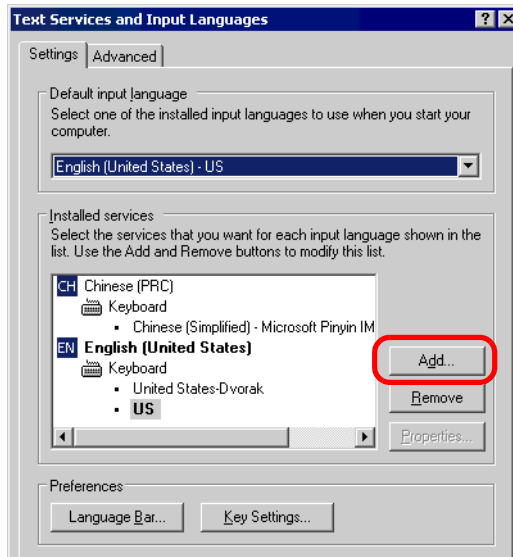 Text Services and Input Languages
Settings
Advanced
Default input language
Select one of the installed input languages to use when you start your
computer.
English (United States) - US
Installed services
Select the services that you want for each input language shown in the
list. Use the Add and Remove buttons to modify this list.
CH Chinese (PRC)
Keyboard
• Chinese (Simplified) - Microsoft Pinyin IM
EN English (United States)
Keyboard
• United States-Dvorak
• US
Add...
Remove
Properties...
Preferences
Language Bar...
Key Settings...